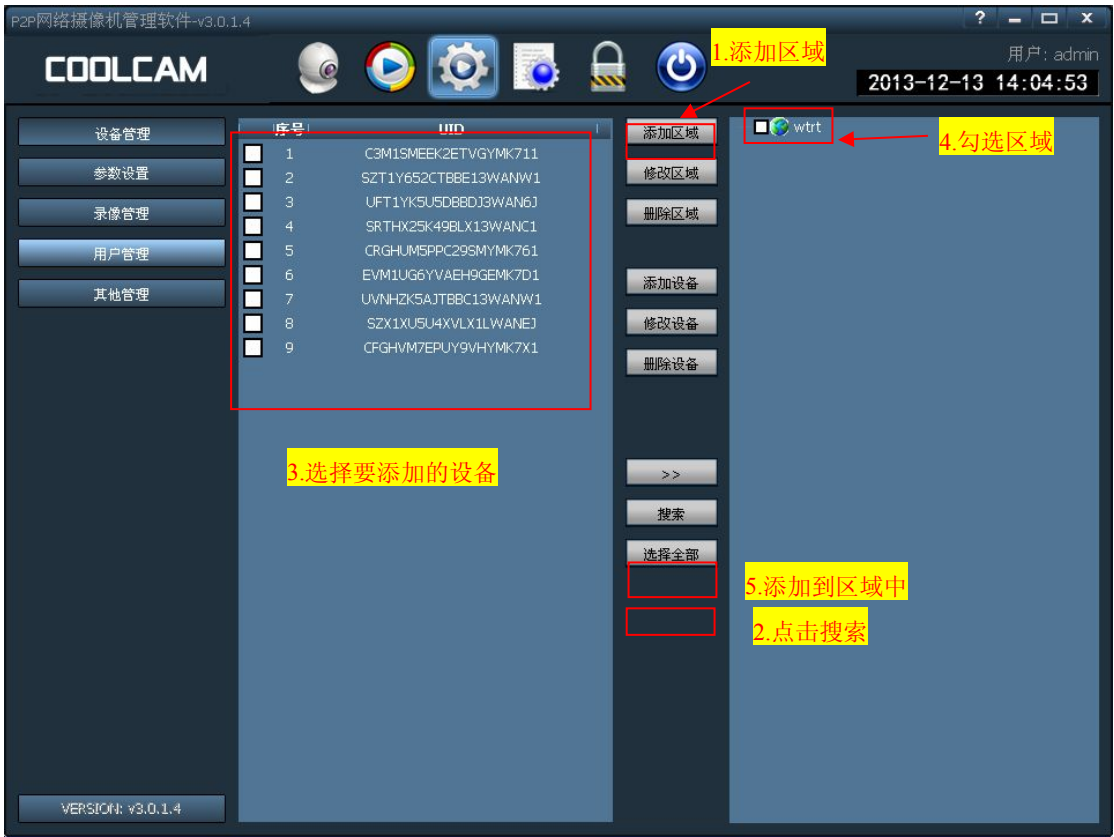 P2P网络摄像机管理软件-v3.0.1.4
COOLCAM
用户: admin
2013-12-13 14:04:53
1.添加区域
设备管理
参数设置
录像管理
用户管理
其他管理
VERSION: v3.0.1.4
序号 UID
1 C3M1SMEEK2ETVGYMK711
2 SZT1Y652CTBBE13WANW1
3 UFT1YK5U5DBBDJ3WAN6J
4 SRTHX25K49BLX13WANC1
5 CRGHUM5PPC29SMYMK761
6 EVM1UG6YVAEH9GEMK7D1
7 UVNHZK5AJTBBC13WANW1
8 SZX1XU5U4XVLX1LWANEJ
9 CFGHVM7EPUY9VHYMK7X1
3.选择要添加的设备
添加区域
修改区域
删除区域
添加设备
修改设备
删除设备
>>
搜索
选择全部
wtrt
4.勾选区域
5.添加到区域中
2.点击搜索